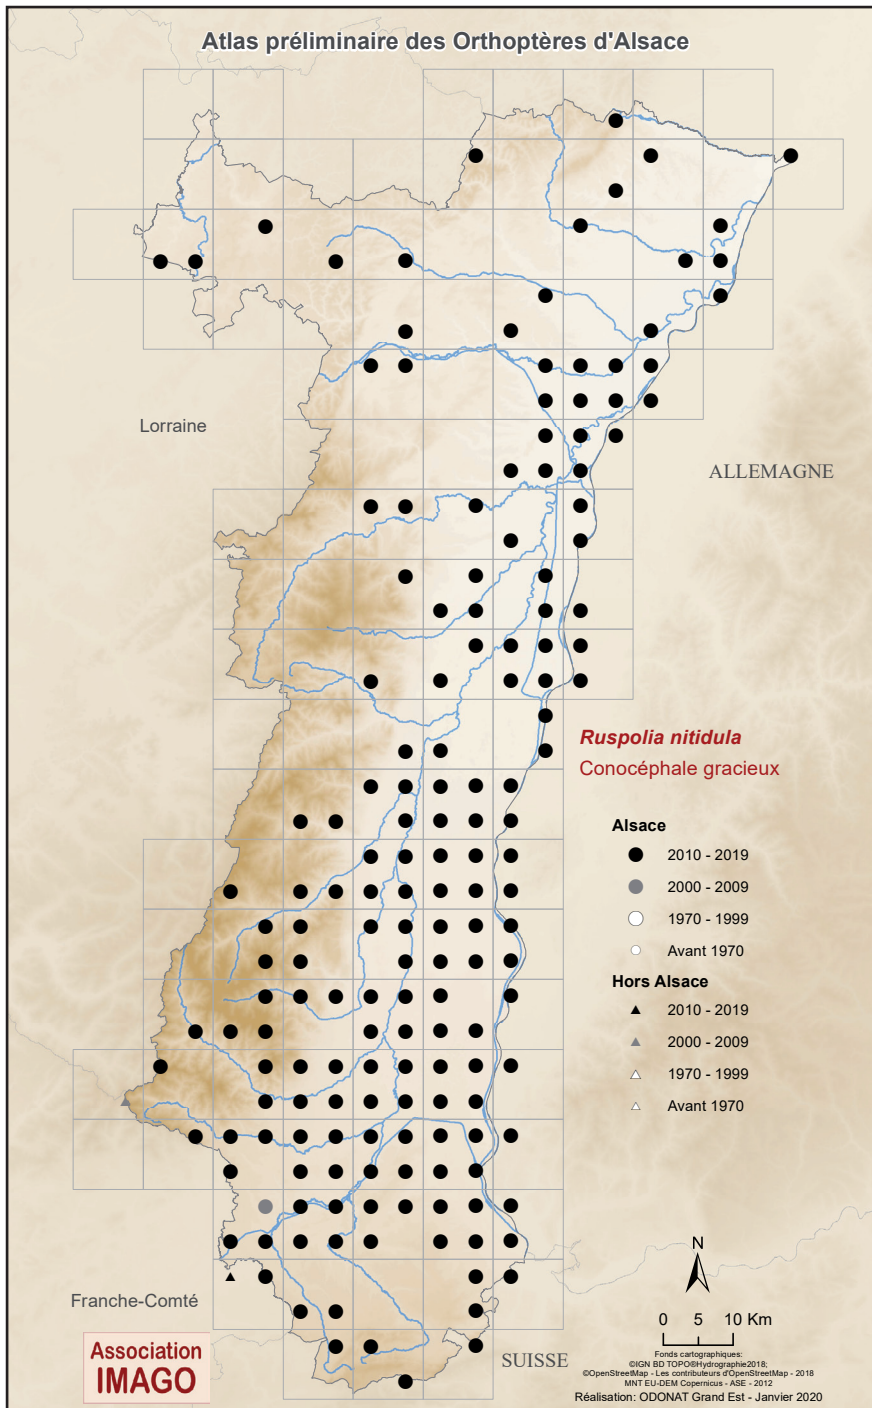 Atlas préliminaire des Orthoptères d'Alsace
Lorraine
ALLEMAGNE
Ruspolia nitidula
Conocéphale gracieux
Alsace
2010 - 2019
2000 - 2009
1970 - 1999
Avant 1970
Hors Alsace
2010 - 2019
2000 - 2009
1970 - 1999
Avant 1970
N
0 5 10 Km
Franche-Comté
SUISSE
Association
IMAGO
Fonds cartographiques:
©IGN BD TOPO®Hydrographie2018;
©OpenStreetMap - Les contributeurs d'OpenStreetMap - 2018
MNT EU-DEM Copernicus - ASE - 2012
Réalisation: ODONAT Grand Est - Janvier 2020